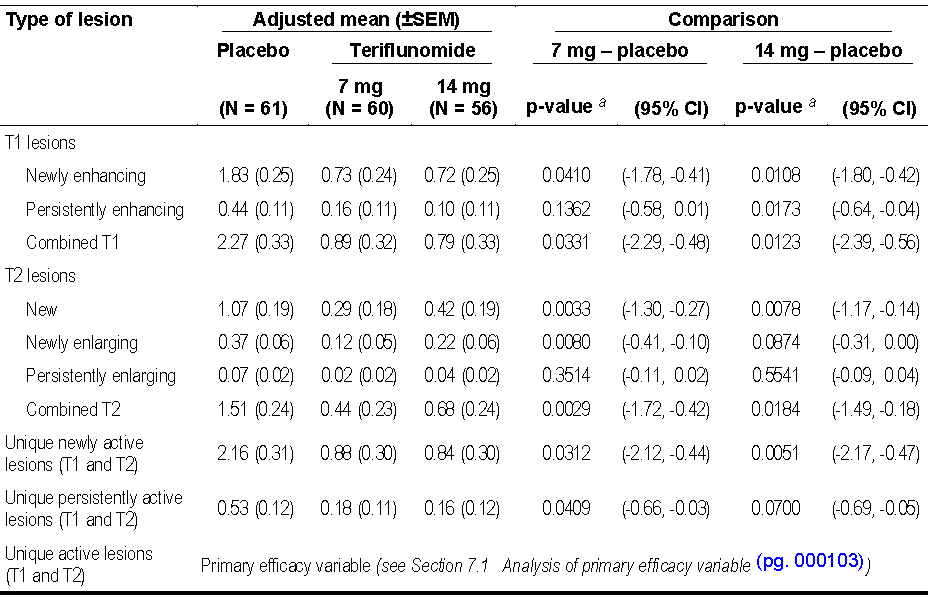 Type of lesion Adjusted mean (±SEM) Comparison
Placebo Teriflunomide 7 mg – placebo 14 mg – placebo
(N = 61) 7 mg (N = 60) 14 mg (N = 56) p-value a (95% CI) p-value a (95% CI)
T1 lesions
Newly enhancing 1.83 (0.25) 0.73 (0.24) 0.72 (0.25) 0.0410 (-1.78, -0.41) 0.0108 (-1.80, -0.42)
Persistently enhancing 0.44 (0.11) 0.16 (0.11) 0.10 (0.11) 0.1362 (-0.58, 0.01) 0.0173 (-0.64, -0.04)
Combined T1 2.27 (0.33) 0.89 (0.32) 0.79 (0.33) 0.0331 (-2.29, -0.48) 0.0123 (-2.39, -0.56)
T2 lesions
New 1.07 (0.19) 0.29 (0.18) 0.42 (0.19) 0.0033 (-1.30, -0.27) 0.0078 (-1.17, -0.14)
Newly enlarging 0.37 (0.06) 0.12 (0.05) 0.22 (0.06) 0.0080 (-0.41, -0.10) 0.0874 (-0.31, 0.00)
Persistently enlarging 0.07 (0.02) 0.02 (0.02) 0.04 (0.02) 0.3514 (-0.11, 0.02) 0.5541 (-0.09, 0.04)
Combined T2 1.51 (0.24) 0.44 (0.23) 0.68 (0.24) 0.0029 (-1.72, -0.42) 0.0184 (-1.49, -0.18)
Unique newly active
lesions (T1 and T2) 2.16 (0.31) 0.88 (0.30) 0.84 (0.30) 0.0312 (-2.12, -0.44) 0.0051 (-2.17, -0.47)
Unique persistently active
lesions (T1 and T2) 0.53 (0.12) 0.18 (0.11) 0.16 (0.12) 0.0409 (-0.66, -0.03) 0.0700 (-0.69, -0.05)
Unique active lesions
(T1 and T2) Primary efficacy variable (see Section 7.1 Analysis of primary efficacy variable (pg. 000103))